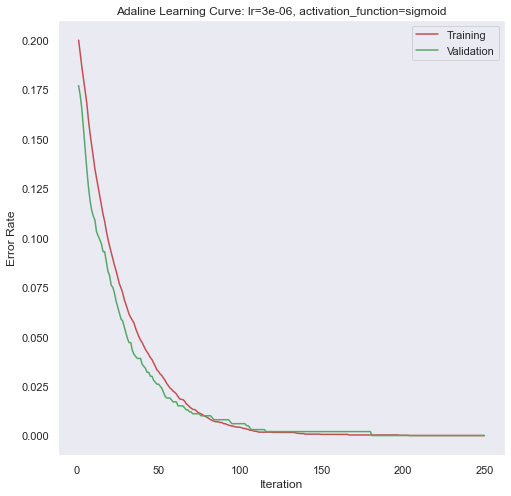 Adaline Learning Curve: lr=3e-06, activation_function=sigmoid
Training
Validation
0.200
0.175
0.150
0.125
0.100
0.075
0.050
0.025
0.000
Error Rate
0 50 100 150 200 250
Iteration